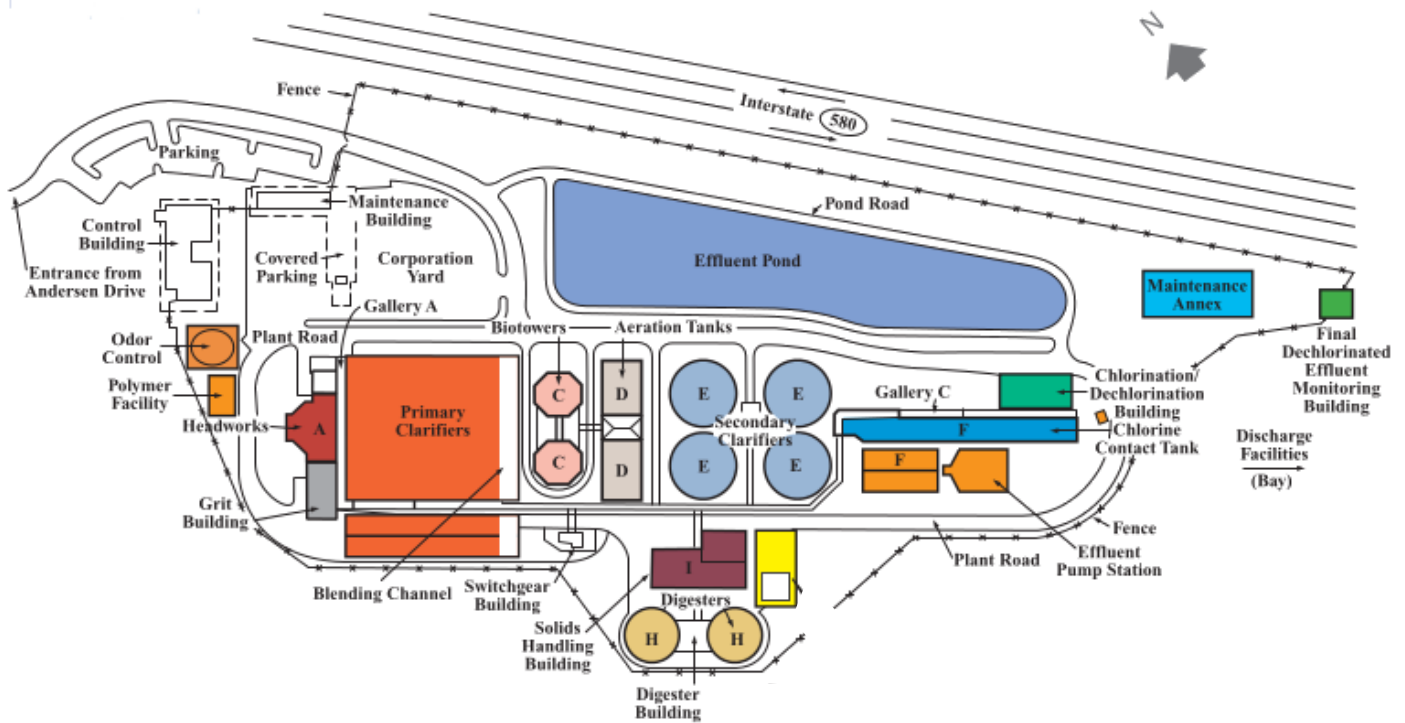 N
Fence
Interstate 580
Parking
Maintenance
Building
Pond Road
Control
Building
Covered
Parking
Corporation
Yard
Effluent Pond
Entrance from
Andersen Drive
Maintenance
Annex
Gallery A
Odor
Control
Plant Road
Biotowers
Aeration Tanks
Final
Dechlorinated
Effluent
Monitoring
Building
Polymer
Facility
Headworks
A
Primary
Clarifiers
C
C
D
D
E
E
E
E
Secondary
Clarifiers
Gallery C
Chlorination/
Dechlorination
Building
Chlorine
Contact Tank
F
F
Discharge
Facilities
(Bay)
Grit
Building
Fence
Plant Road
Effluent
Pump Station
Blending Channel
Switchgear
Building
I
Solids
Handling
Building
Digesters
H
H
Digester
Building